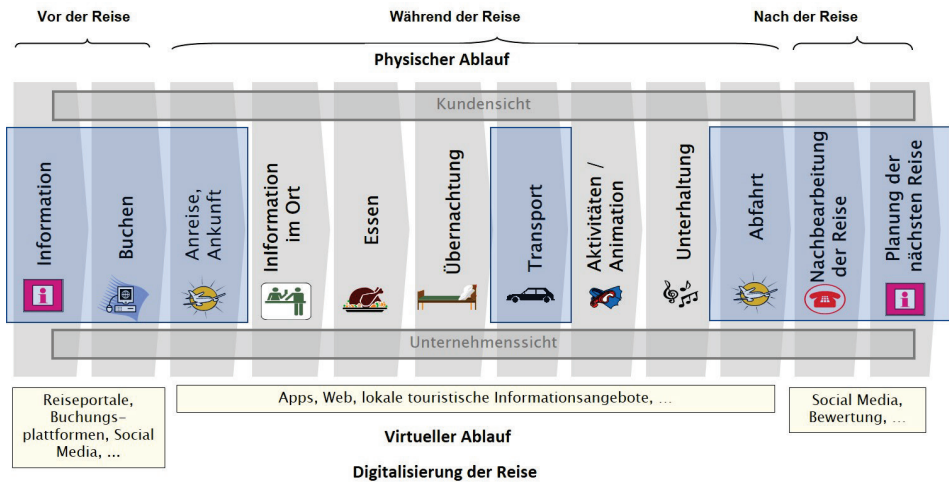 Vor der Reise
Während der Reise
Nach der Reise
Physischer Ablauf
Kundensicht
Information
Buchen
Anreise,
Ankunft
Iniformation
im Ort
Essen
Übernachtung
Transport
Aktivitäten /
Animation
Unterhaltung
Abfahrt
Nachbearbeitung
der Reise
Planung der
nächsten Reise
Unternehmenssicht
Reiseportale,
Buchungs-
plattformen, Social
Media, ...
Apps, Web, lokale touristische Informationsangebote, ...
Social Media,
Bewertung, ...
Virtueller Ablauf
Digitalisierung der Reise